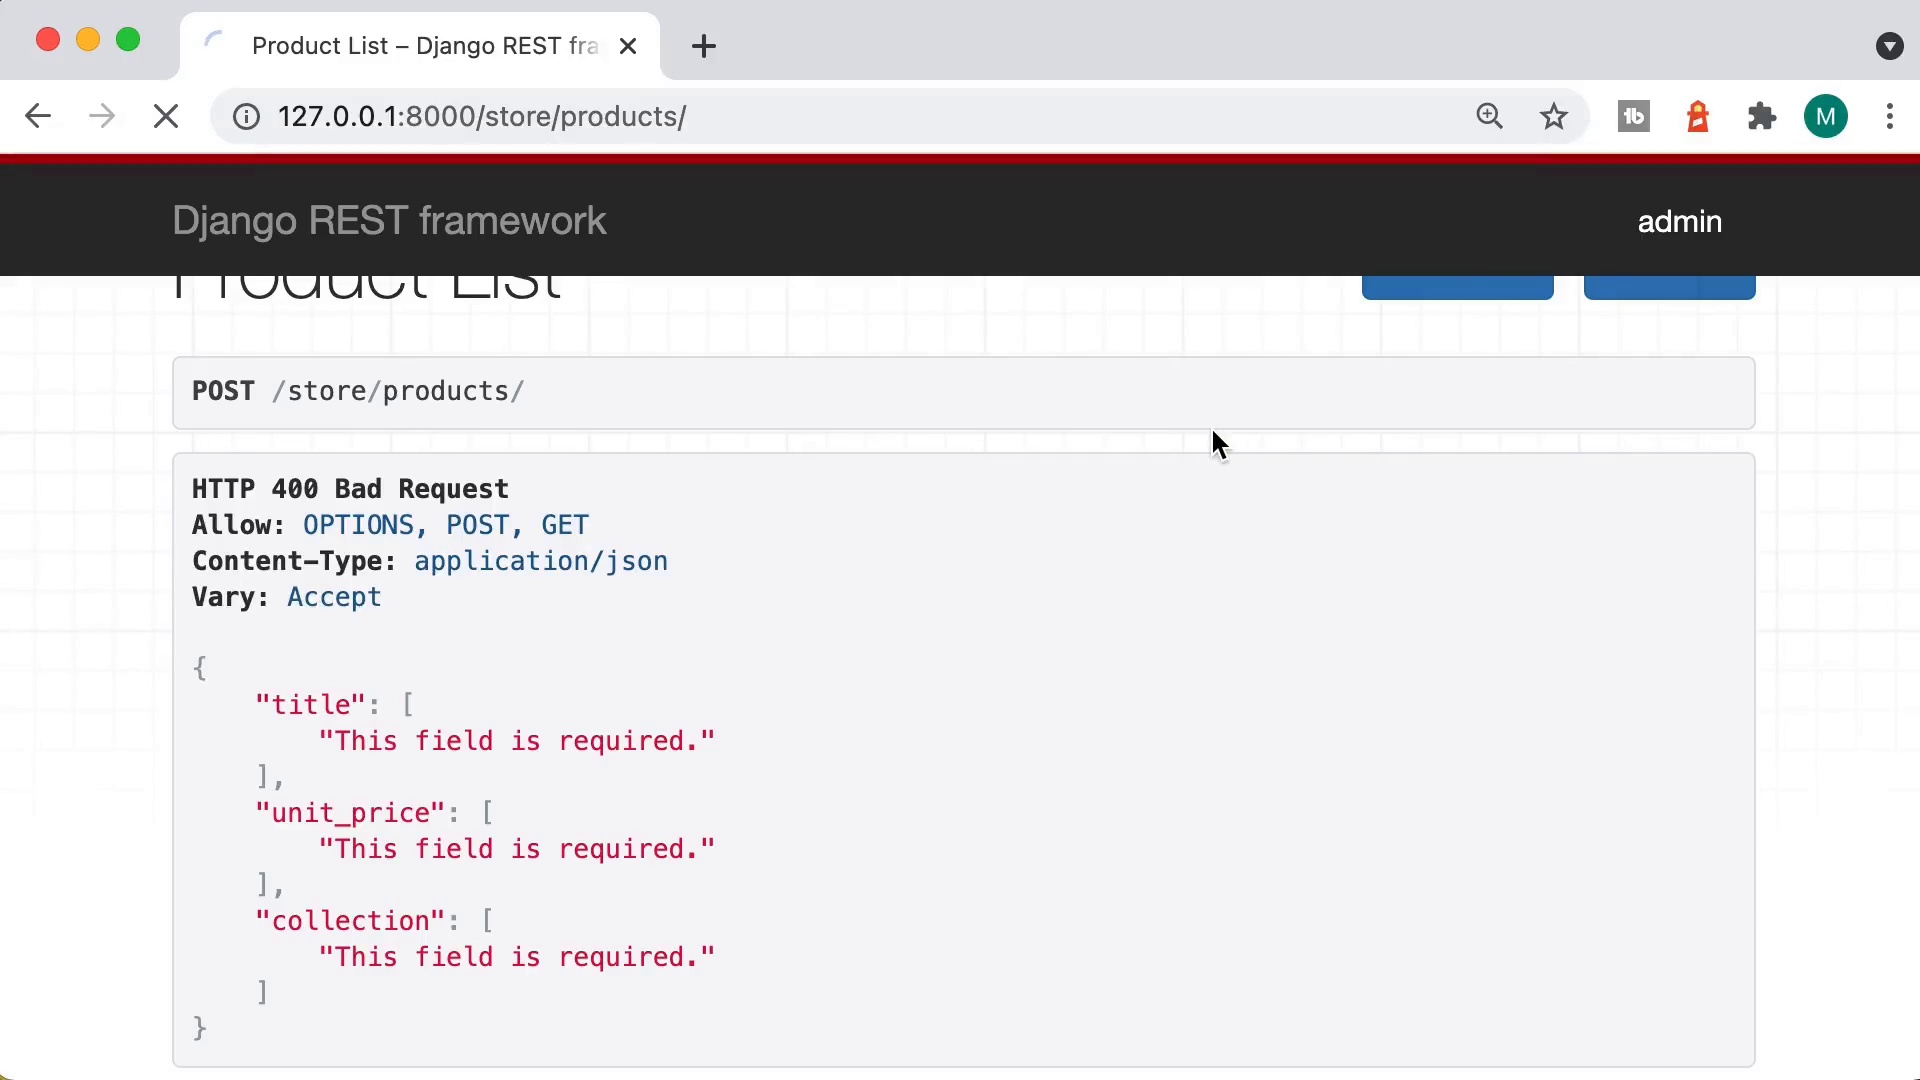 Product List – Django REST fra
127.0.0.1:8000/store/products/
M
Django REST framework
admin
Product List
POST /store/products/
HTTP 400 Bad Request
Allow: OPTIONS, POST, GET
Content-Type: application/json
Vary: Accept
{
"title": [
"This field is required."
],
"unit_price": [
"This field is required."
],
"collection": [
"This field is required."
]
}